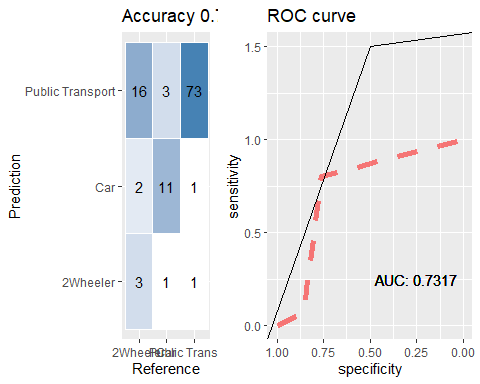 Accuracy 0.
ROC curve
Prediction
Public Transport
Car
2Wheeler
16 3 73
2 11 1
3 1 1
Reference
sensitivity
1.5
1.0
0.5
0.0
AUC: 0.7317
1.00 0.75 0.50 0.25 0.00
specificity